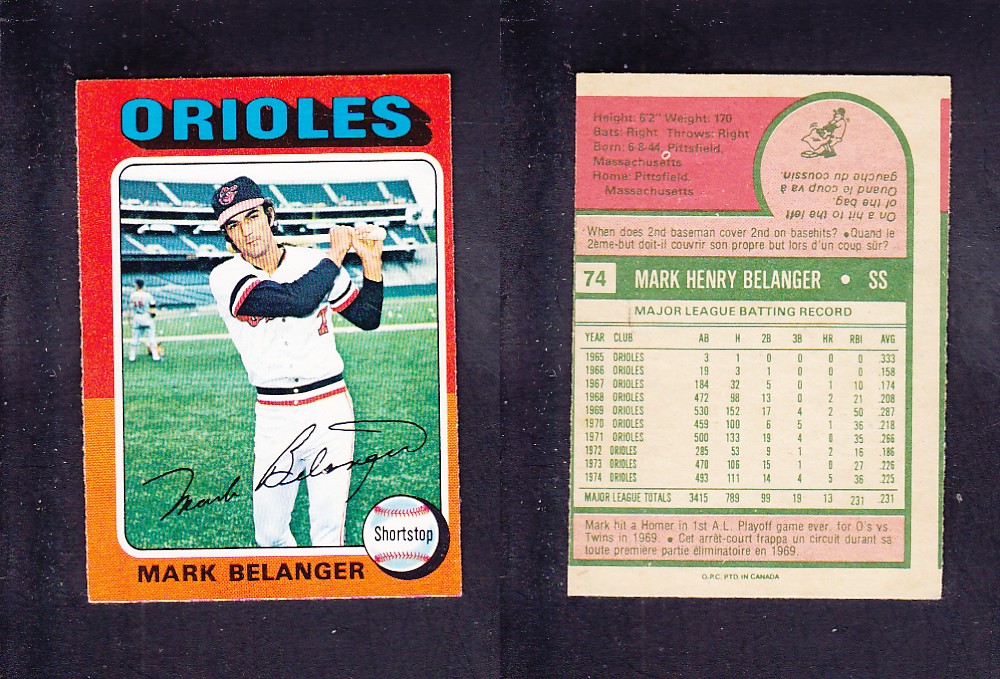 ORIOLES
Mark Belanger
Shortstop
MARK BELANGER
Height: 6'2" Weight: 170
Bats: Right Throws: Right
Born: 6-8-44, Pittsfield,
Massachusetts
Home: Pittsfield,
Massachusetts
On a hit to the left
of the bag.
Quand le coup va à
gauche du coussin.
When does 2nd baseman cover 2nd on basehits? • Quand le
2ème-but doit-il couvrir son propre but lors d'un coup sûr?
74 MARK HENRY BELANGER • SS
MAJOR LEAGUE BATTING RECORD
YEAR CLUB AB H 2B 3B HR RBI AVG
1965 ORIOLES 3 1 0 0 0 0 .333
1966 ORIOLES 19 3 1 0 0 0 .158
1967 ORIOLES 184 32 5 0 1 10 .174
1968 ORIOLES 472 98 13 0 2 21 .208
1969 ORIOLES 530 152 17 4 2 50 .287
1970 ORIOLES 459 100 6 5 1 36 .218
1971 ORIOLES 500 133 19 4 0 35 .266
1972 ORIOLES 285 53 9 1 2 16 .186
1973 ORIOLES 470 106 15 1 0 27 .226
1974 ORIOLES 493 111 14 4 5 36 .225
MAJOR LEAGUE TOTALS 3415 789 99 19 13 231 .231
Mark hit a Homer in 1st A.L. Playoff game ever, for O's vs.
Twins in 1969. • Cet arrêt-court frappa un circuit durant sa
toute première partie éliminatoire en 1969.
O.P.C. PTD. IN CANADA